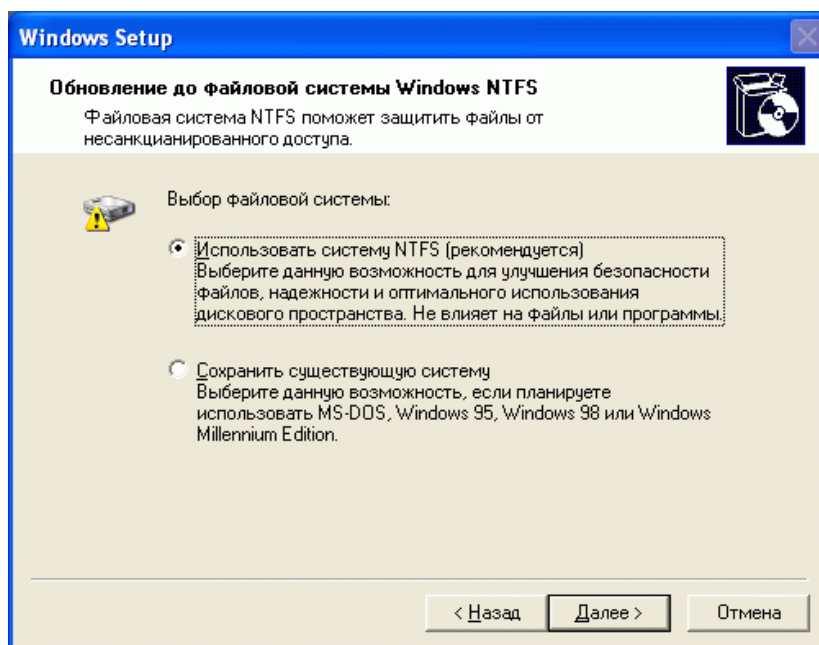 Windows Setup
Обновление до файловой системы Windows NTFS
Файловая система NTFS поможет защитить файлы от
несанкцианированного доступа.
Выбор файловой системы:
Использовать систему NTFS (рекомендуется)
Выберите данную возможность для улучшения безопасности
файлов, надежности и оптимального использования
дискового пространства. Не влияет на файлы или программы.
Сохранить существующую систему
Выберите данную возможность, если планируете
использовать MS-DOS, Windows 95, Windows 98 или Windows
Millennium Edition.
< Назад
Далее >
Отмена